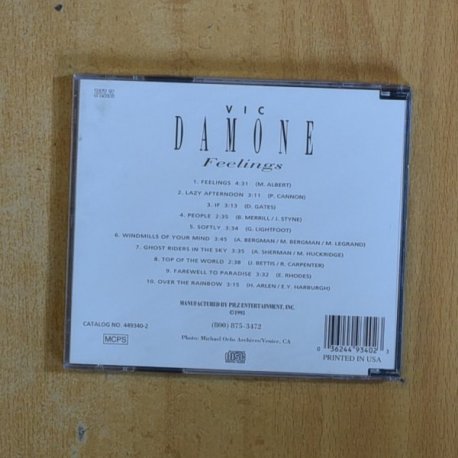 VIC
DAMONE
Feelings
1. FEELINGS 4:31 (M. ALBERT)
2. LAZY AFTERNOON 3:11 (P. CANNON)
3. IF 3:13 (D. GATES)
4. PEOPLE 2:35 (B. MERRILL / J. STYNE)
5. SOFTLY 3:34 (G. LIGHTFOOT)
6. WINDMILLS OF YOUR MIND 3:45 (A. BERGMAN / M. BERGMAN / M. LEGRAND)
7. GHOST RIDERS IN THE SKY 3:35 (A. SHERMAN / M. HUCKRIDGE)
8. TOP OF THE WORLD 2:38 (J. BETTIS / R. CARPENTER)
9. FAREWELL TO PARADISE 3:32 (E. RHODES)
10. OVER THE RAINBOW 3:15 (H. ARLEN / E.Y. HARBURGH)
MANUFACTURED BY PILZ ENTERTAINMENT, INC.
©1993
CATALOG NO. 449340-2
(800) 875-3472
MCPS
Photo: Michael Ochs Archives/Venice, CA
0 36244 93402 3
PRINTED IN USA